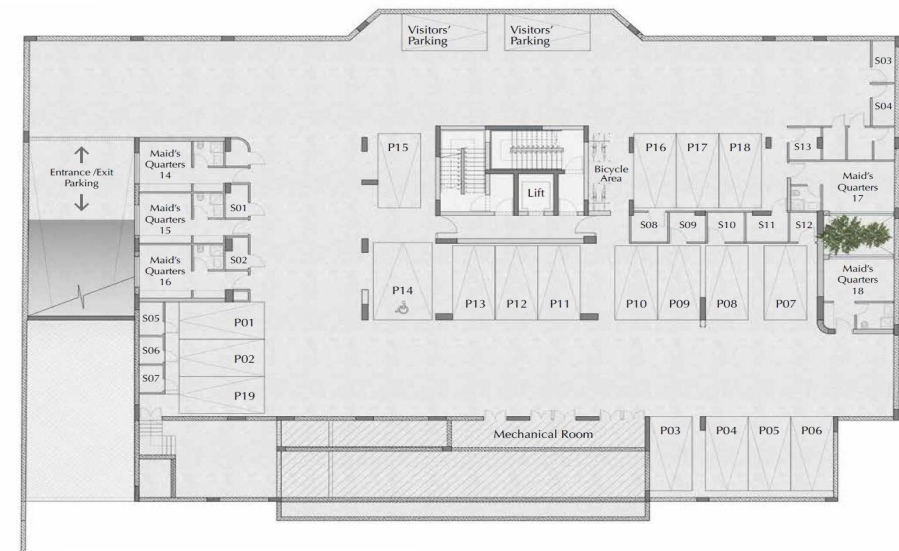 Visitors'
Parking
Visitors'
Parking
S03
S04
Entrance /Exit
Parking
Maid's
Quarters
14
P15
Lift
Bicycle
Area
P16
P17
P18
S13
Maid's
Quarters
17
Maid's
Quarters
15
S01
S08
S09
S10
S11
S12
Maid's
Quarters
16
S02
Maid's
Quarters
18
P14
P13
P12
P11
P10
P09
P08
P07
S05
P01
S06
P02
S07
P19
Mechanical Room
P03
P04
P05
P06